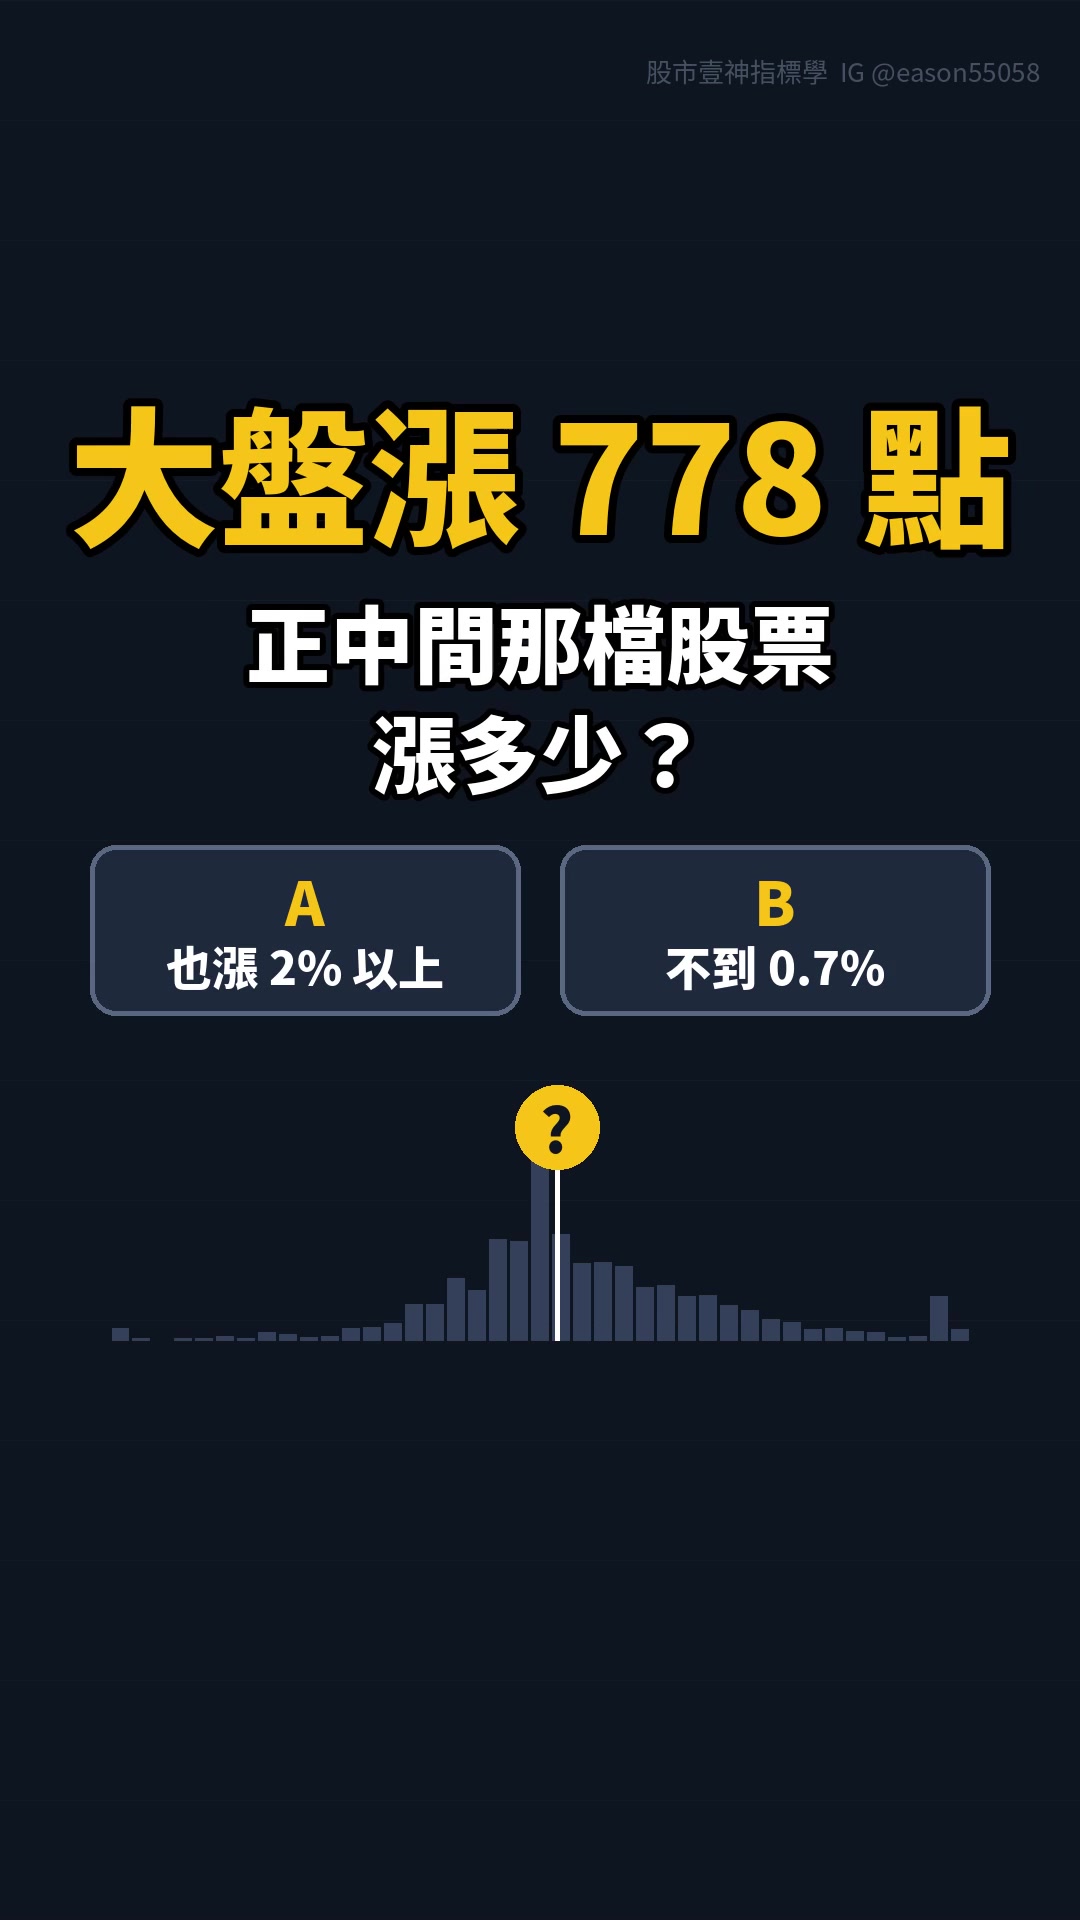 股市壹神指標學 IG @eason55058
大盤漲 778 點
正中間那檔股票
漲多少？
A
也漲 2% 以上
B
不到 0.7%
?